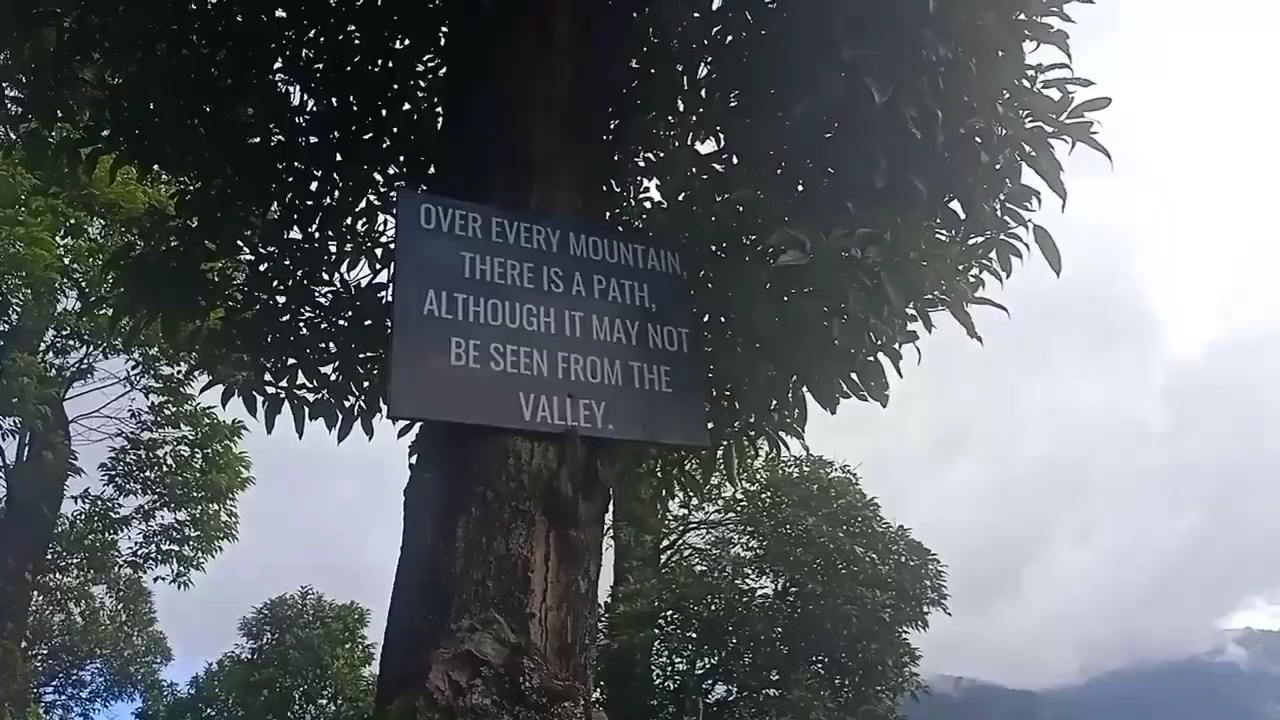 OVER EVERY MOUNTAIN,
THERE IS A PATH,
ALTHOUGH IT MAY NOT
BE SEEN FROM THE
VALLEY.